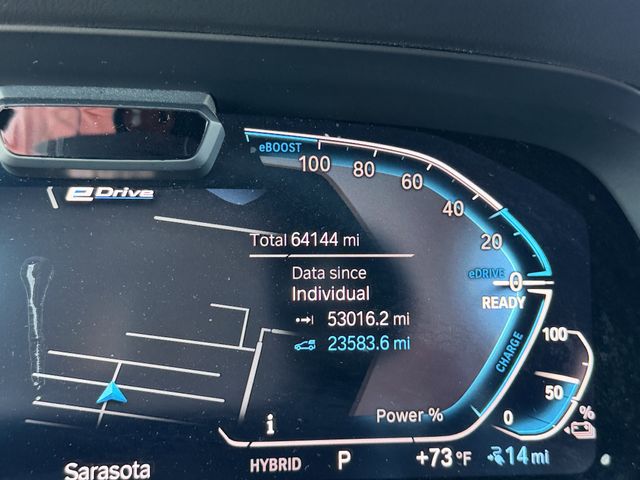 eDrive
Sarasota
Total 64144 mi
Data since
Individual
53016.2 mi
23583.6 mi
Power %
i
HYBRID
P
+73°F
14 mi
eBOOST
100
80
60
40
20
eDRIVE
0
READY
CHARGE
100
50
0
%